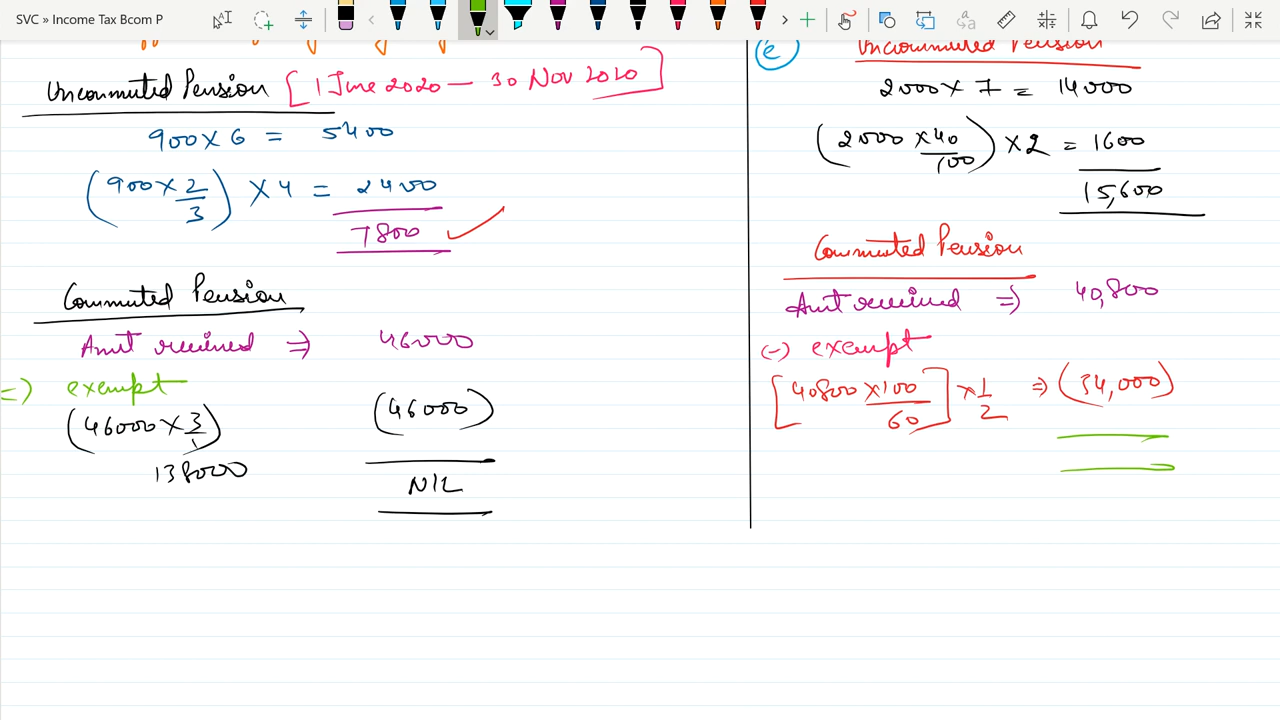 SVC » Income Tax Bcom P
Uncommuted Pension [1 June 2020 — 30 Nov 2020]
900 × 6 = 5400
(900 × 2/3) × 4 = 2400
7800 ✓
Commuted Pension
Amt received ⇒ 46000
=) exempt
(46000 × 3/1) (46000)
138000
NIL
(e) Uncommuted Pension
2000 × 7 = 14000
(2000 × 40/100) × 2 = 1600
15,600
Commuted Pension
Amt received ⇒ 40,800
(-) exempt
[40800 × 100/60] × 1/2 ⇒ (34,000)